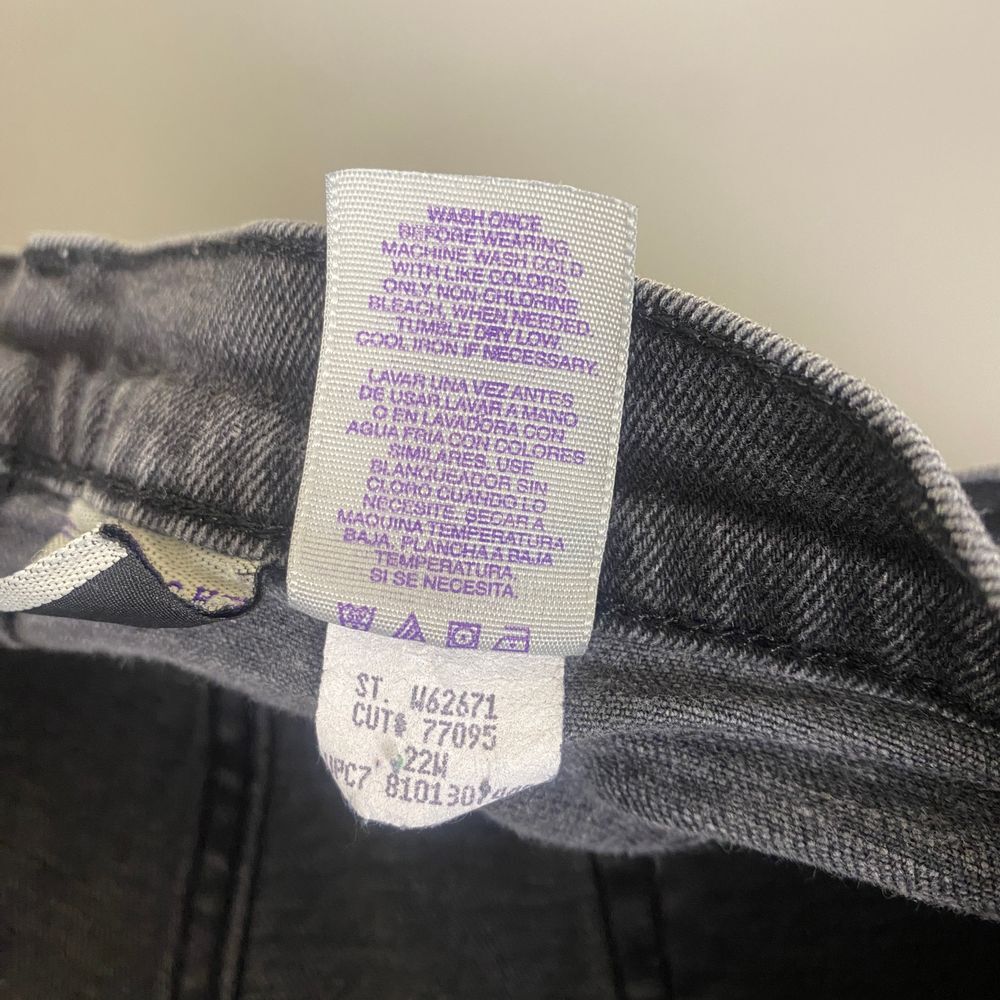 WASH ONCE
BEFORE WEARING,
MACHINE WASH COLD
WITH LIKE COLORS.
ONLY NON-CHLORINE
BLEACH, WHEN NEEDED.
TUMBLE DRY LOW.
COOL IRON IF NECESSARY.
LAVAR UNA VEZ ANTES
DE USAR. LAVAR A MANO
O EN LAVADORA CON
AGUA FRIA CON COLORES
SIMILARES. USE
BLANQUEADOR SIN
CLORO CUANDO LO
NECESITE. SECAR A
MAQUINA TEMPERATURA
BAJA. PLANCHA A BAJA
TEMPERATURA
SI SE NECESITA.
ST. W62671
CUT# 77095
22W